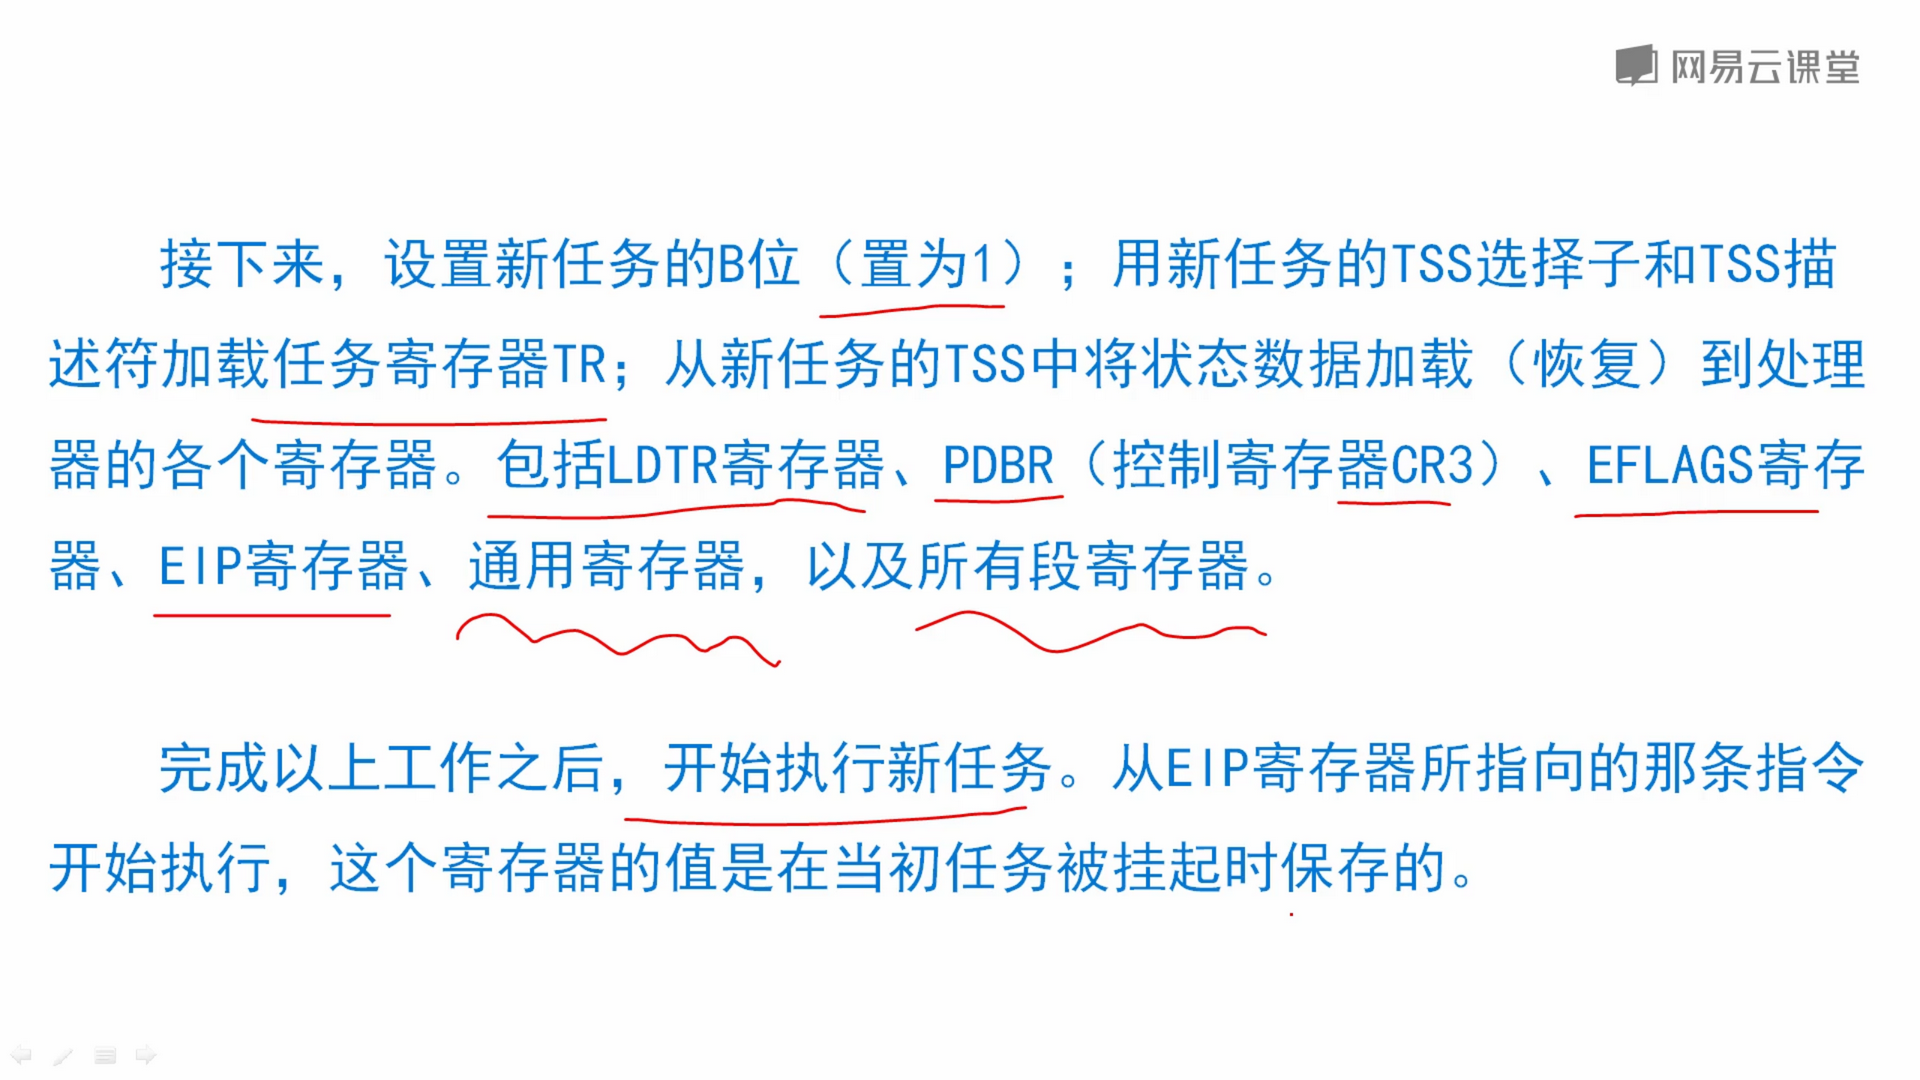 网易云课堂
接下来，设置新任务的B位（置为1）；用新任务的TSS选择子和TSS描
述符加载任务寄存器TR；从新任务的TSS中将状态数据加载（恢复）到处理
器的各个寄存器。包括LDTR寄存器、PDBR（控制寄存器CR3）、EFLAGS寄存
器、EIP寄存器、通用寄存器，以及所有段寄存器。
完成以上工作之后，开始执行新任务。从EIP寄存器所指向的那条指令
开始执行，这个寄存器的值是在当初任务被挂起时保存的。